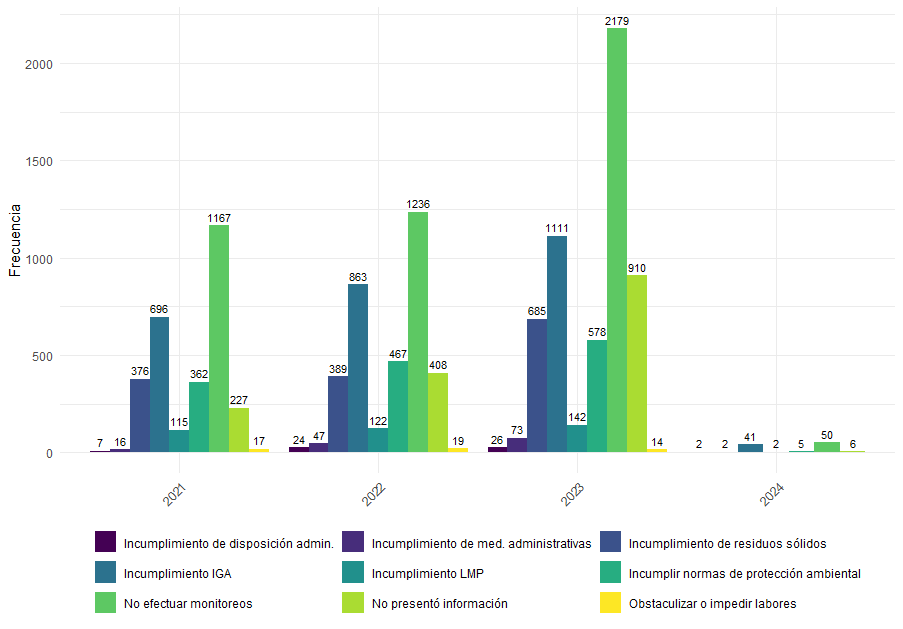 Frecuencia
2000
1500
1000
500
0
7 16 376 696 115 362 1167 227 17
24 47 389 863 122 467 1236 408 19
26 73 685 1111 142 578 2179 910 14
2 2 41 2 5 50 6
2021 2022 2023 2024
Incumplimiento de disposición admin. Incumplimiento de med. administrativas Incumplimiento de residuos sólidos
Incumplimiento IGA Incumplimiento LMP Incumplir normas de protección ambiental
No efectuar monitoreos No presentó información Obstaculizar o impedir labores